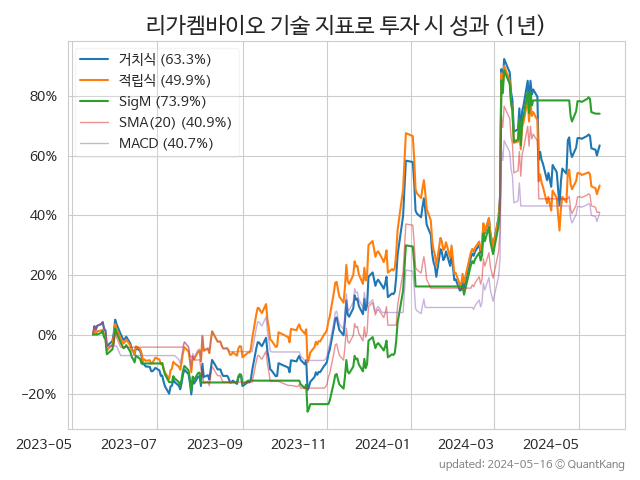 리가켐바이오 기술 지표로 투자 시 성과 (1년)
거치식 (63.3%)
적립식 (49.9%)
SigM (73.9%)
SMA(20) (40.9%)
MACD (40.7%)
80%
60%
40%
20%
0%
−20%
2023−05 2023−07 2023−09 2023−11 2024−01 2024−03 2024−05
updated: 2024−05−16 © QuantKang